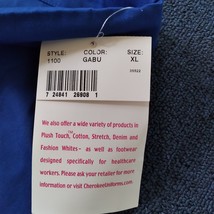 STYLE: COLOR: SIZE:
1100 GABU XL
7 24841 26908 1
We also offer a wide variety of products in
Plush Touch, Cotton, Stretch, Denim and
Fashion Whites - as well as footwear
designed specifically for healthcare
workers. Please ask your retailer for more
information or visit CherokeeUniforms.com